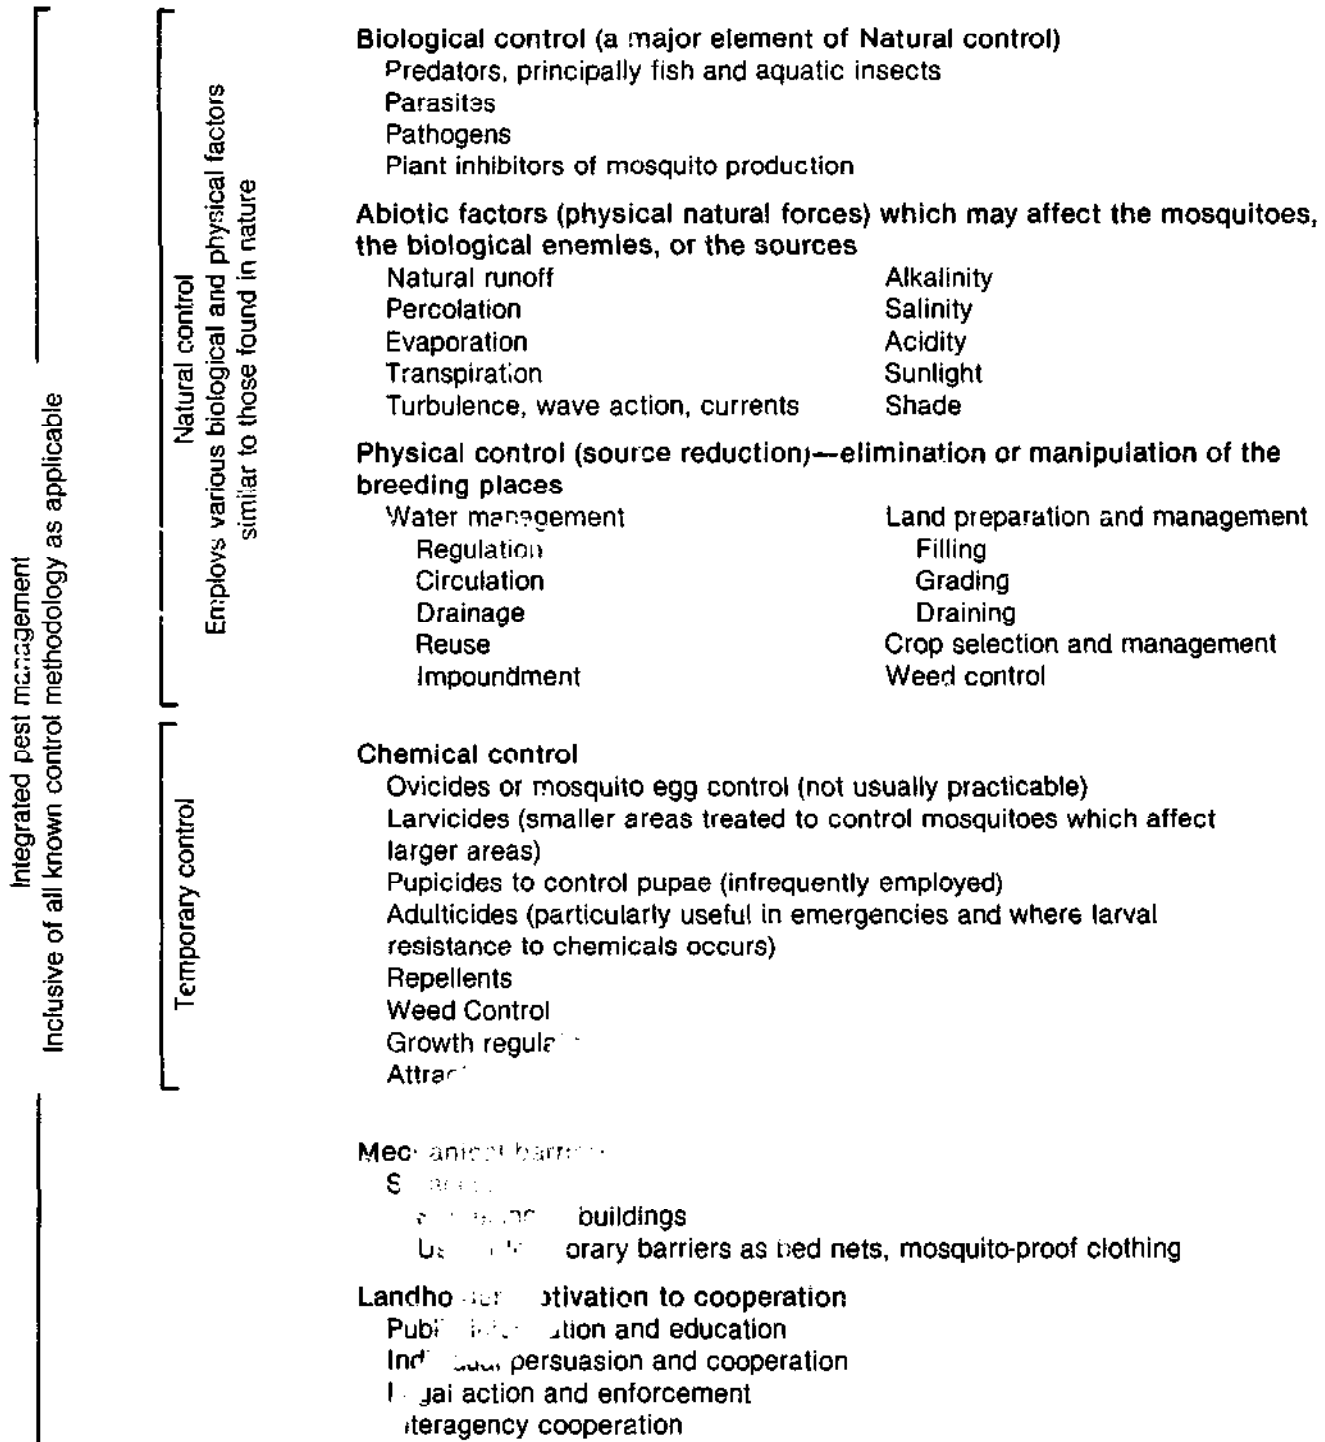 Integrated pest management
Inclusive of all known control methodology as applicable
Natural control
Employs various biological and physical factors
similar to those found in nature
Biological control (a major element of Natural control)
Predators, principally fish and aquatic insects
Parasites
Pathogens
Plant inhibitors of mosquito production
Abiotic factors (physical natural forces) which may affect the mosquitoes,
the biological enemies, or the sources
Natural runoff
Percolation
Evaporation
Transpiration
Turbulence, wave action, currents
Alkalinity
Salinity
Acidity
Sunlight
Shade
Physical control (source reduction)—elimination or manipulation of the
breeding places
Water management
Regulation
Circulation
Drainage
Reuse
Impoundment
Land preparation and management
Filling
Grading
Draining
Crop selection and management
Weed control
Temporary control
Chemical control
Ovicides or mosquito egg control (not usually practicable)
Larvicides (smaller areas treated to control mosquitoes which affect
larger areas)
Pupicides to control pupae (infrequently employed)
Adulticides (particularly useful in emergencies and where larval
resistance to chemicals occurs)
Repellents
Weed Control
Growth
Mechanical
buildings
barriers as bed nets, mosquito-proof clothing
to cooperation
and education
persuasion and cooperation
action and enforcement
cooperation